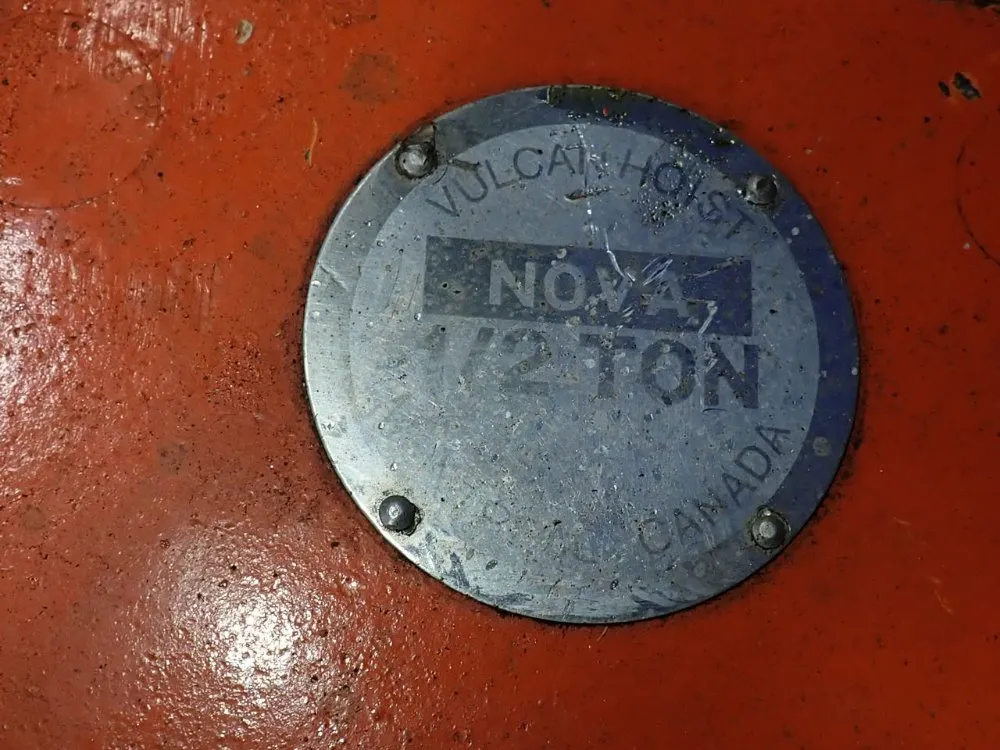 VULCAN HOIST
NOVA
1/2 TON
CANADA